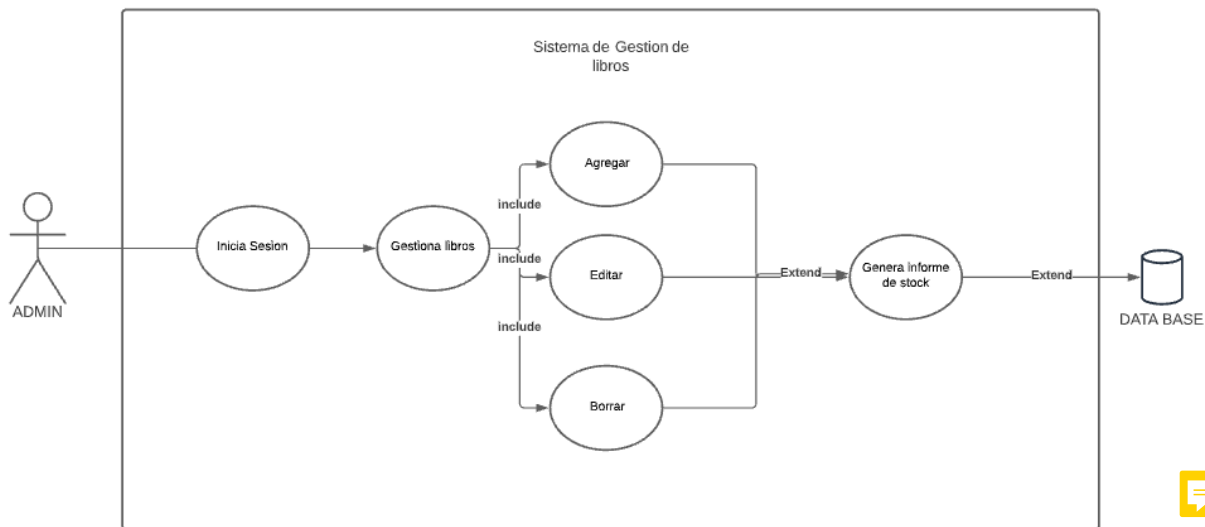 Sistema de Gestion de
libros
Agregar
include
Inicia Sesion
Gestiona libros
include
Editar
Extend
Genera informe
de stock
Extend
ADMIN
DATA BASE
include
Borrar